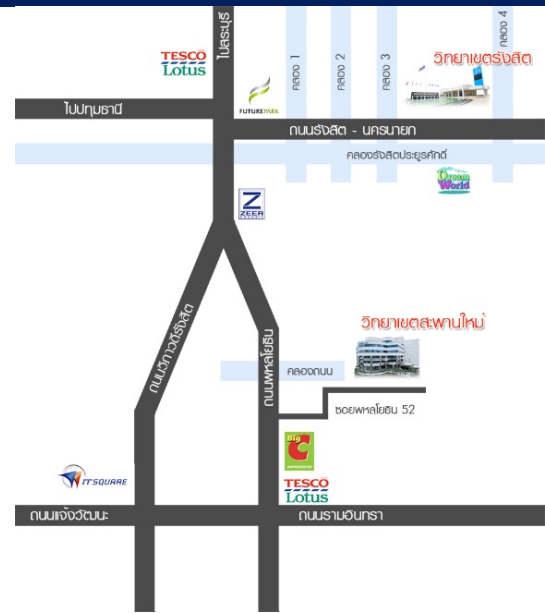 TESCO
Lotus
ไปสระบุรี
คลอง 1
คลอง 2
คลอง 3
คลอง 4
วิทยาเขตรังสิต
FUTUREPARK
ไปปทุมธานี
ถนนรังสิต - นครนายก
คลองรังสิตประยูรศักดิ์
Dream
World
Z
ZEER
วิทยาเขตสะพานใหม่
ถนนวิภาวดีรังสิต
ถนนพหลโยธิน
คลองถนน
ซอยพหลโยธิน 52
Big
C
IT SQUARE
TESCO
Lotus
ถนนแจ้งวัฒนะ
ถนนรามอินทรา